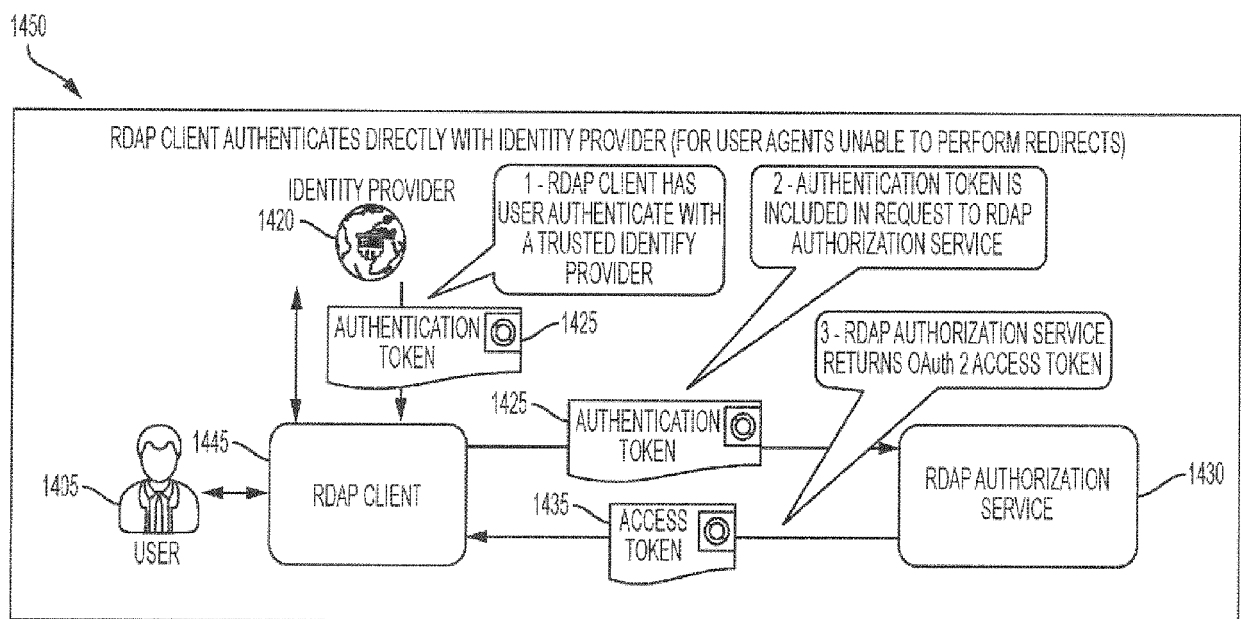 1450
RDAP CLIENT AUTHENTICATES DIRECTLY WITH IDENTITY PROVIDER (FOR USER AGENTS UNABLE TO PERFORM REDIRECTS)
IDENTITY PROVIDER
1420
1 - RDAP CLIENT HAS
USER AUTHENTICATE WITH
A TRUSTED IDENTIFY
PROVIDER
2 - AUTHENTICATION TOKEN IS
INCLUDED IN REQUEST TO RDAP
AUTHORIZATION SERVICE
AUTHENTICATION
TOKEN
1425
3 - RDAP AUTHORIZATION SERVICE
RETURNS OAuth 2 ACCESS TOKEN
1425
AUTHENTICATION
TOKEN
1445
RDAP CLIENT
1405
USER
1435
ACCESS
TOKEN
RDAP AUTHORIZATION
SERVICE
1430